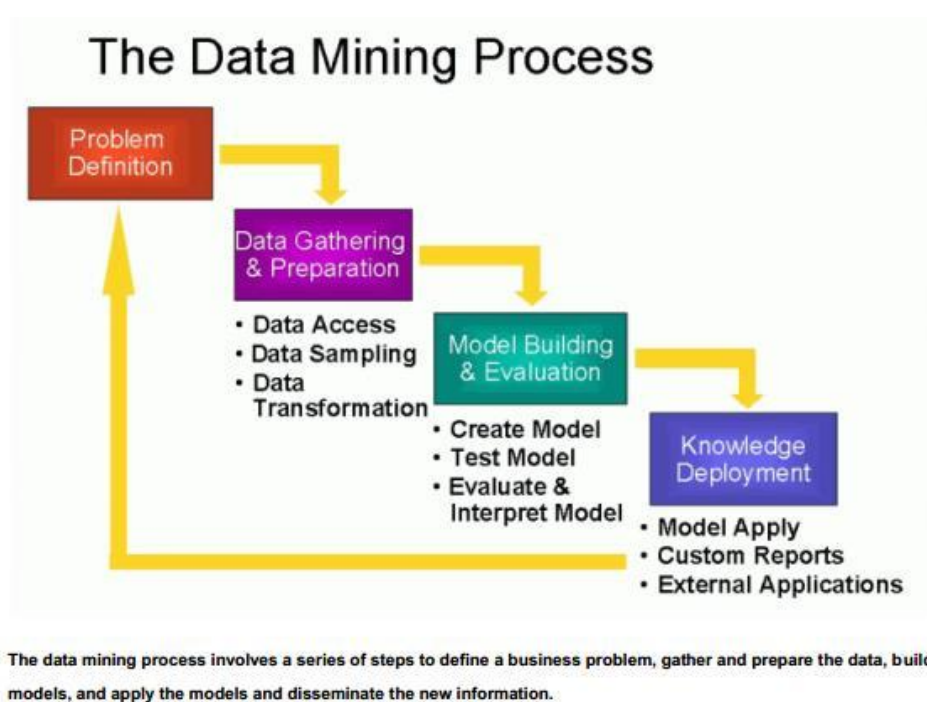 The Data Mining Process
Problem
Definition
Data Gathering
& Preparation
• Data Access
• Data Sampling
• Data
Transformation
Model Building
& Evaluation
• Create Model
• Test Model
• Evaluate &
Interpret Model
Knowledge
Deployment
• Model Apply
• Custom Reports
• External Applications
The data mining process involves a series of steps to define a business problem, gather and prepare the data, build
models, and apply the models and disseminate the new information.